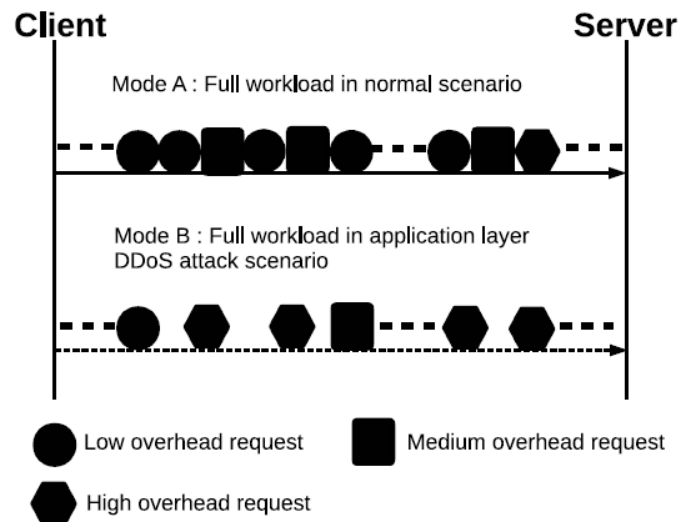 Client Server
Mode A : Full workload in normal scenario
Mode B : Full workload in application layer
DDoS attack scenario
Low overhead request Medium overhead request
High overhead request